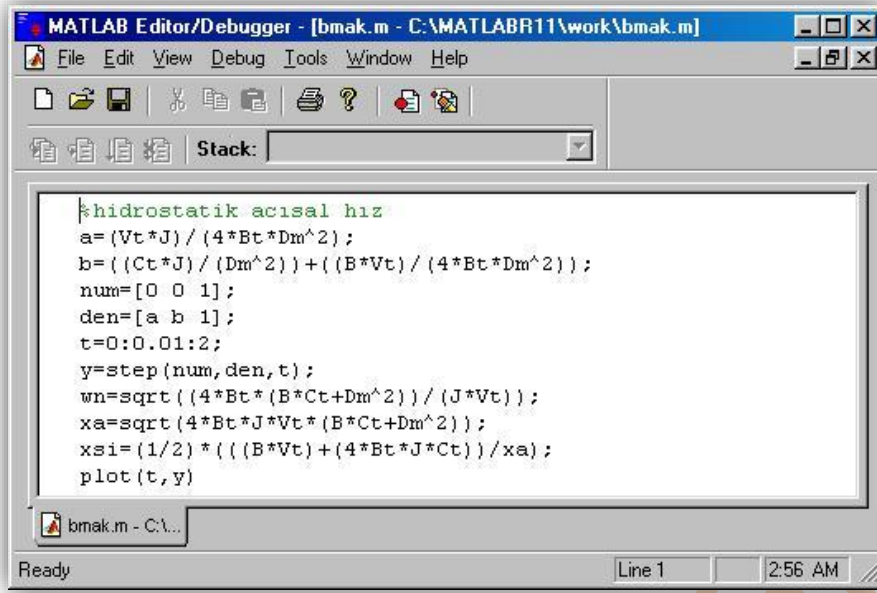 MATLAB Editor/Debugger - [bmak.m - C:\MATLABR11\work\bmak.m]
File Edit View Debug Tools Window Help
Stack:
%hidrostatik acısal hız
a=(Vt*J)/(4*Bt*Dm^2);
b=((Ct*J)/(Dm^2))+((B*Vt)/(4*Bt*Dm^2));
num=[0 0 1];
den=[a b 1];
t=0:0.01:2;
y=step(num,den,t);
wn=sqrt((4*Bt*(B*Ct+Dm^2))/(J*Vt));
xa=sqrt(4*Bt*J*Vt*(B*Ct+Dm^2));
xsi=(1/2)*(((B*Vt)+(4*Bt*J*Ct))/xa);
plot(t,y)
bmak.m - C:\...
Ready Line 1 2:56 AM